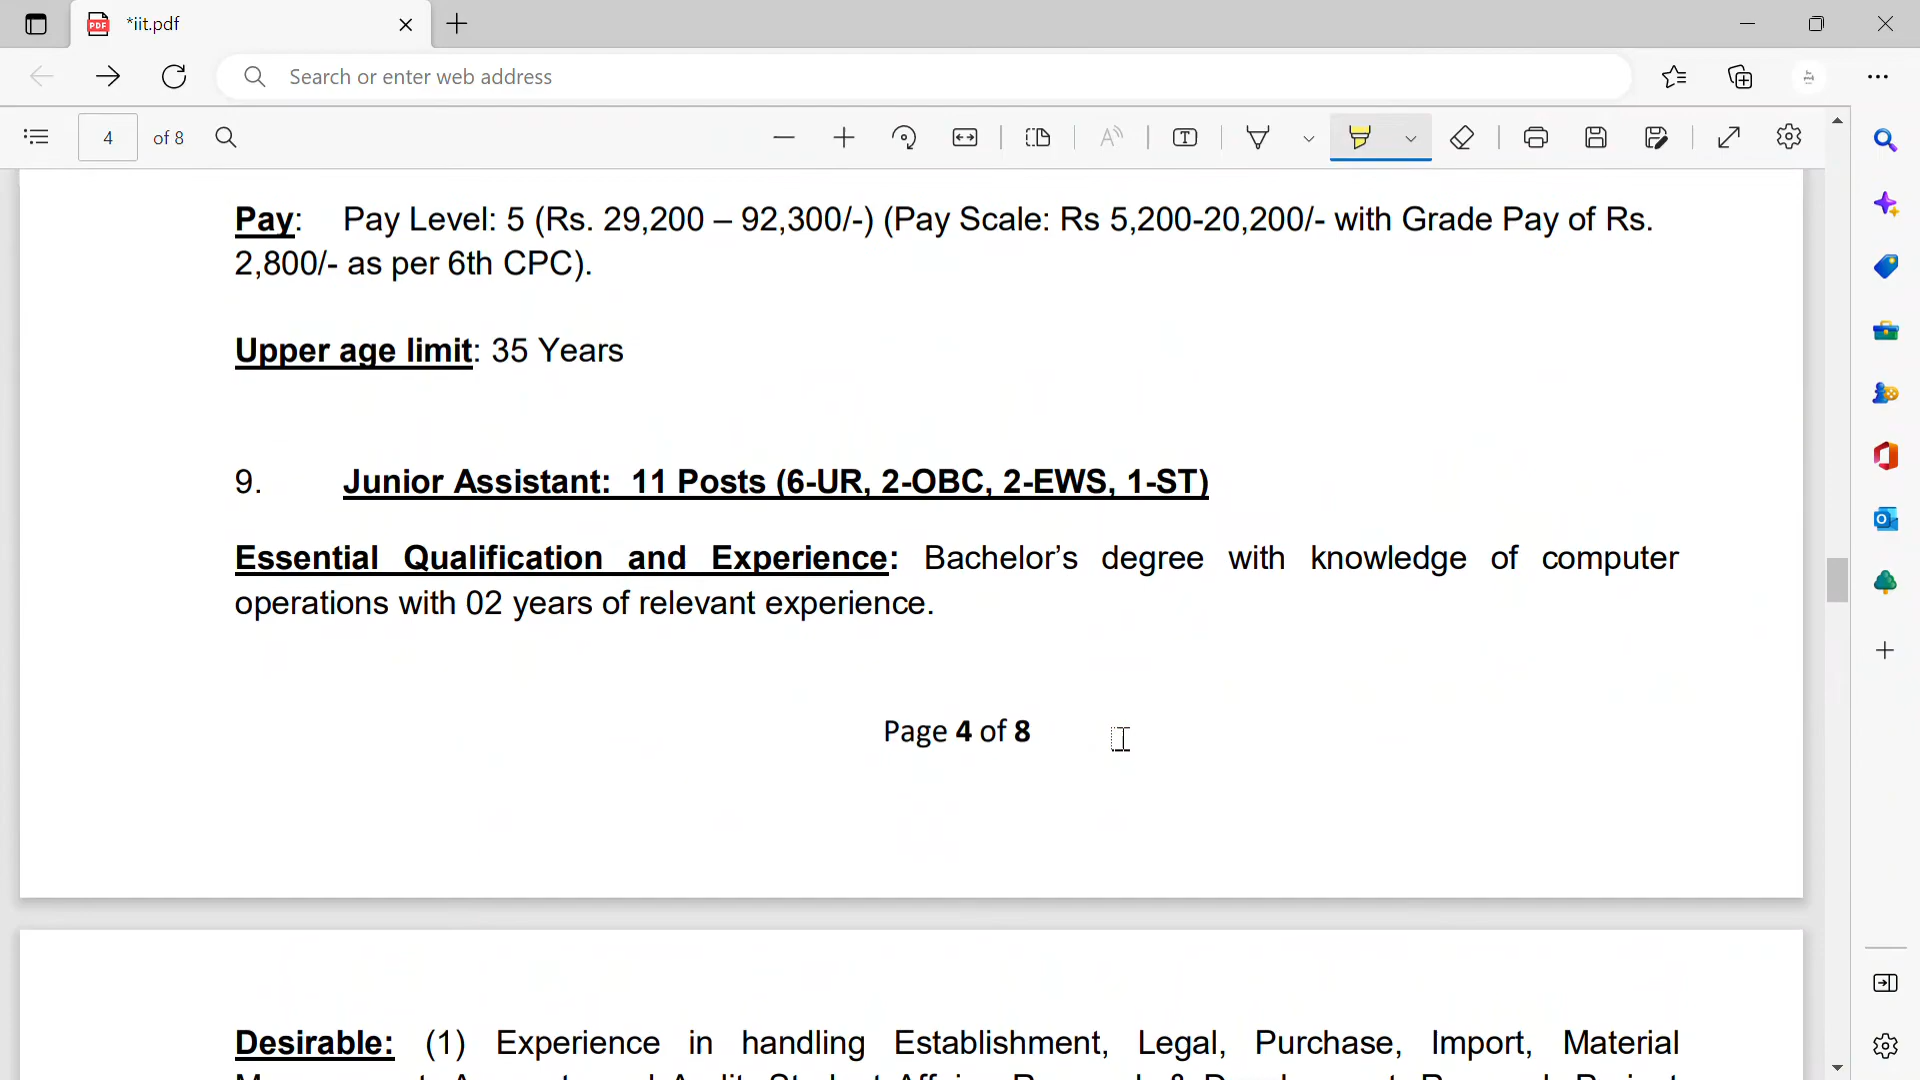 *iit.pdf
Search or enter web address
4 of 8
Pay: Pay Level: 5 (Rs. 29,200 – 92,300/-) (Pay Scale: Rs 5,200-20,200/- with Grade Pay of Rs.
2,800/- as per 6th CPC).
Upper age limit: 35 Years
9. Junior Assistant: 11 Posts (6-UR, 2-OBC, 2-EWS, 1-ST)
Essential Qualification and Experience: Bachelor's degree with knowledge of computer
operations with 02 years of relevant experience.
Page 4 of 8
Desirable: (1) Experience in handling Establishment, Legal, Purchase, Import, Material